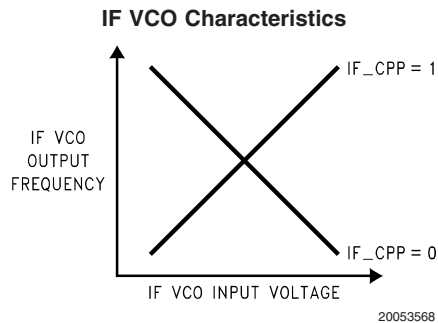 IF VCO Characteristics
IF_CPP = 1
IF VCO
OUTPUT
FREQUENCY
IF_CPP = 0
IF VCO INPUT VOLTAGE
20053568